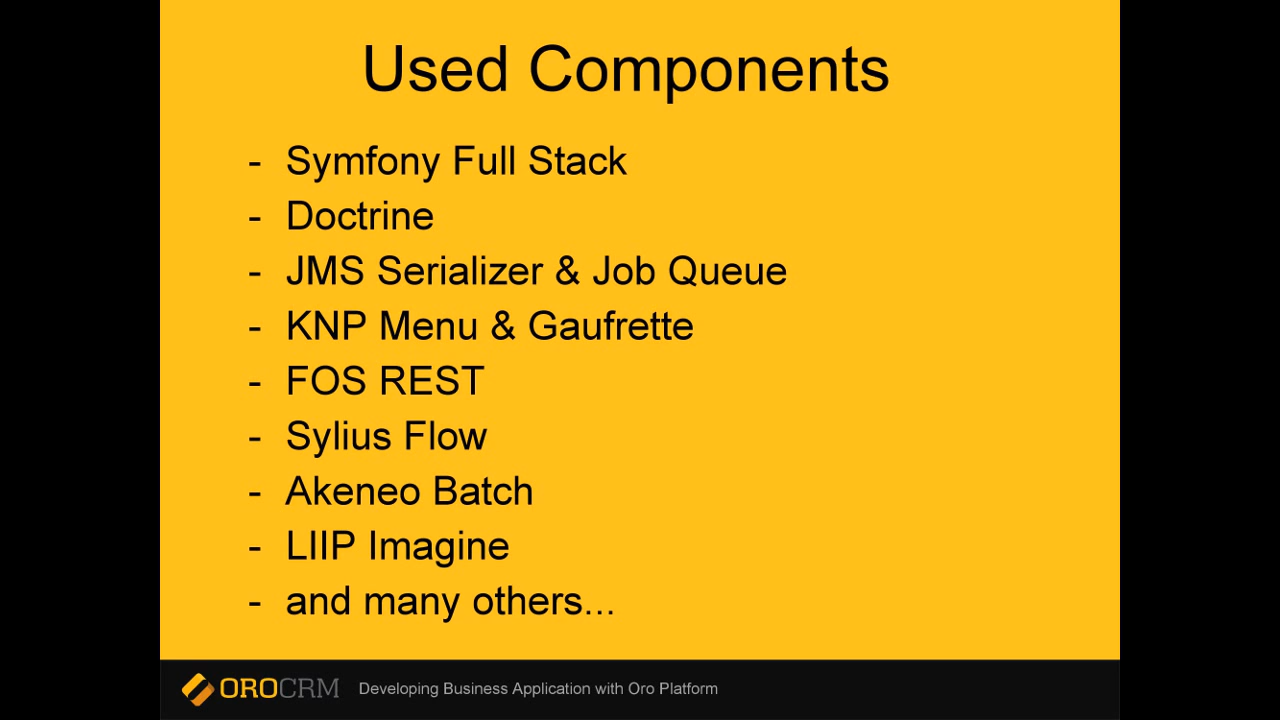 Used Components
- Symfony Full Stack
- Doctrine
- JMS Serializer & Job Queue
- KNP Menu & Gaufrette
- FOS REST
- Sylius Flow
- Akeneo Batch
- LIIP Imagine
- and many others...
OROCRM Developing Business Application with Oro Platform